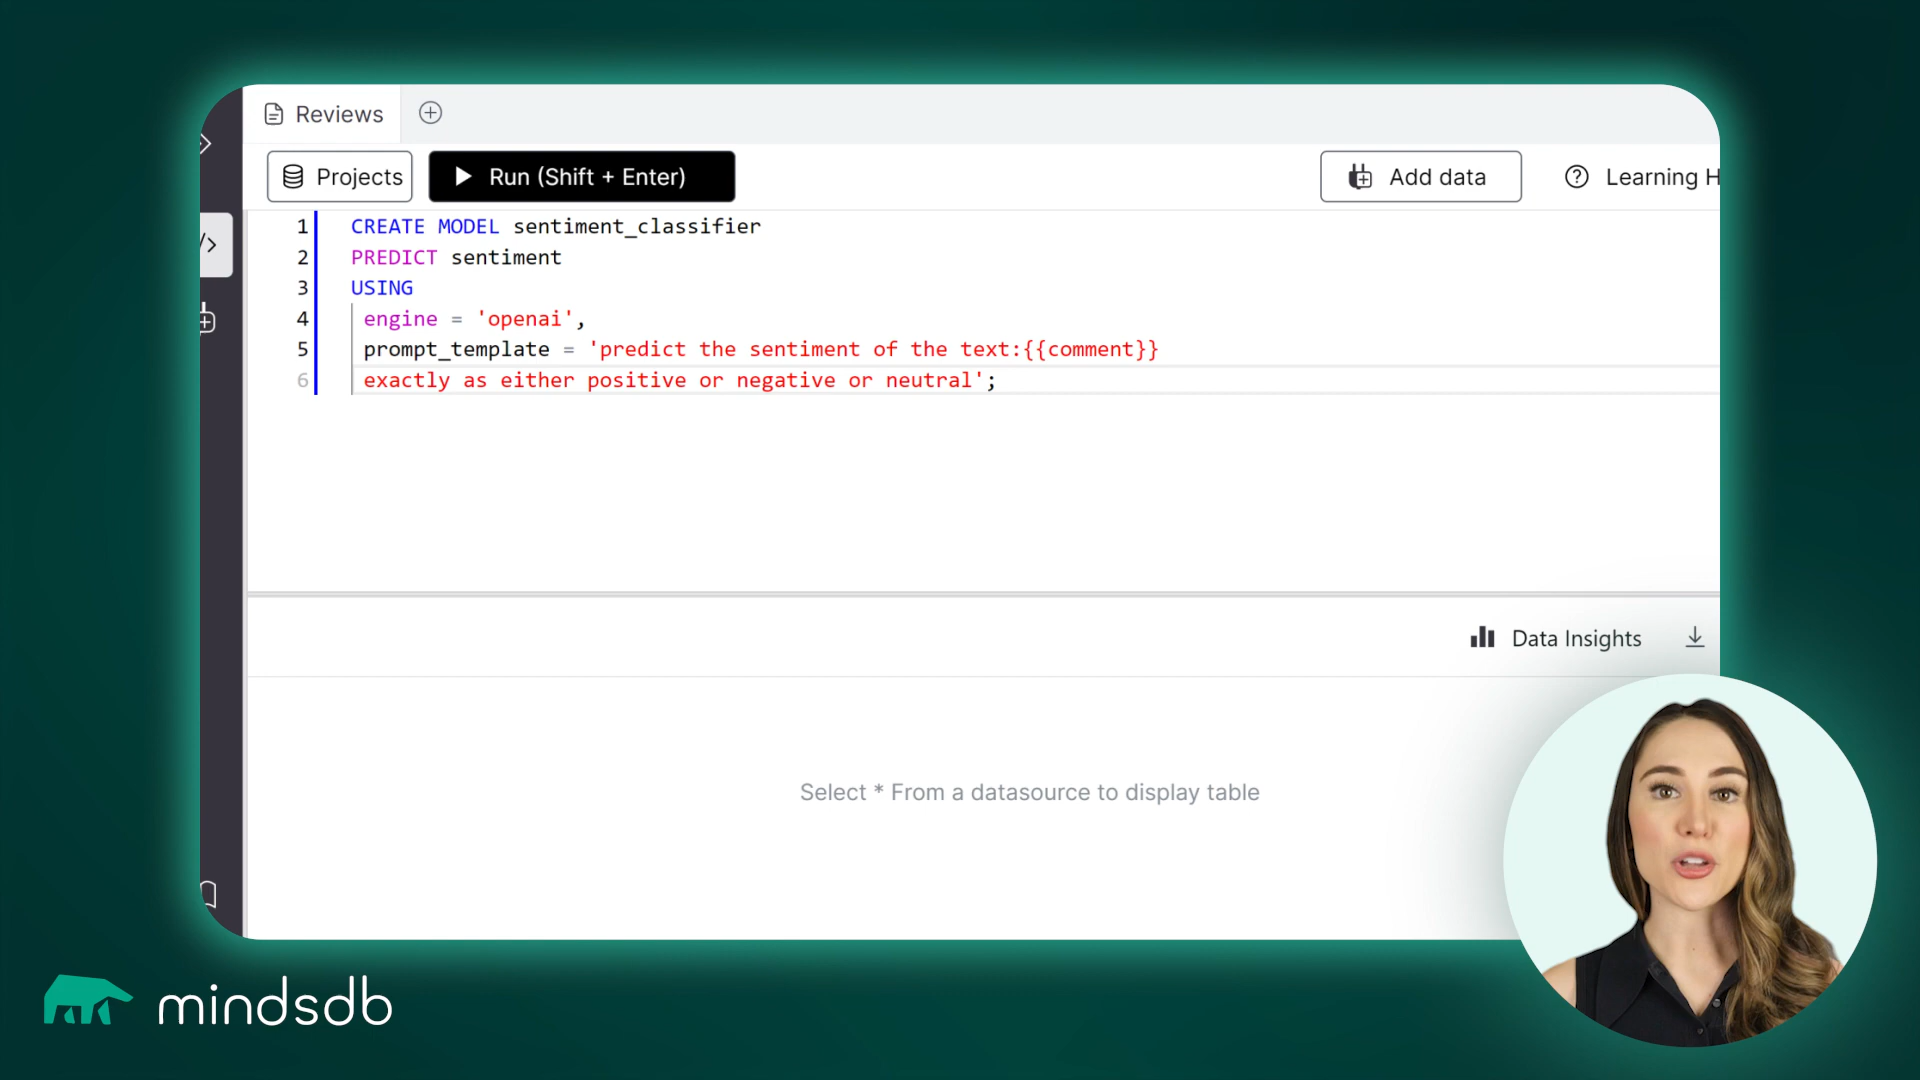 Reviews
Projects
Run (Shift + Enter)
Add data
Learning H
1 CREATE MODEL sentiment_classifier
2 PREDICT sentiment
3 USING
4 engine = 'openai',
5 prompt_template = 'predict the sentiment of the text:{{comment}}
6 exactly as either positive or negative or neutral';
Data Insights
Select * From a datasource to display table
mindsdb